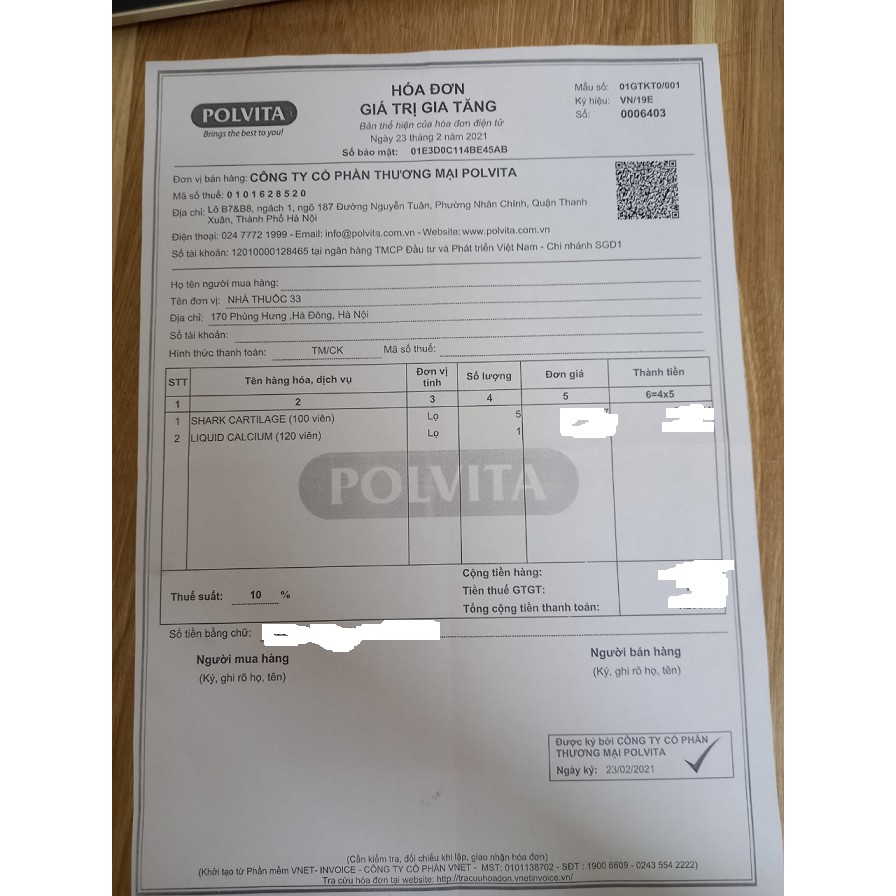 POLVITA
Brings the best to you!
HÓA ĐƠN
GIÁ TRỊ GIA TĂNG
Bản thể hiện của hóa đơn điện tử
Ngày 23 tháng 2 năm 2021
Số bảo mật: 01E3D0C114BE45AB
Mẫu số: 01GTKT0/001
Ký hiệu: VN/19E
Số: 0006403
Đơn vị bán hàng: CÔNG TY CỔ PHẦN THƯƠNG MẠI POLVITA
Mã số thuế: 0 1 0 1 6 2 8 5 2 0
Địa chỉ: Lô B7&B8, ngách 1, ngõ 187 Đường Nguyễn Tuân, Phường Nhân Chính, Quận Thanh
Xuân, Thành Phố Hà Nội
Điện thoại: 024 7772 1999 - Email: info@polvita.com.vn - Website: www.polvita.com.vn
Số tài khoản: 12010000128465 tại ngân hàng TMCP Đầu tư và Phát triển Việt Nam - Chi nhánh SGD1
Họ tên người mua hàng:
Tên đơn vị: NHÀ THUỐC 33
Địa chỉ: 170 Phùng Hưng ,Hà Đông, Hà Nội
Số tài khoản:
Hình thức thanh toán: TM/CK Mã số thuế:
STT Tên hàng hóa, dịch vụ Đơn vị tính Số lượng Đơn giá Thành tiền
1 2 3 4 5 6=4x5
1 SHARK CARTILAGE (100 viên) Lọ 5
2 LIQUID CALCIUM (120 viên) Lọ 1
POLVITA
Cộng tiền hàng:
Thuế suất: 10 % Tiền thuế GTGT:
Tổng cộng tiền thanh toán:
Số tiền bằng chữ:
Người mua hàng Người bán hàng
(Ký, ghi rõ họ, tên) (Ký, ghi rõ họ, tên)
Được ký bởi CÔNG TY CỔ PHẦN
THƯƠNG MẠI POLVITA
Ngày ký: 23/02/2021
(Cần kiểm tra, đối chiếu khi lập, giao nhận hóa đơn)
(Khởi tạo từ Phần mềm VNET- INVOICE - CÔNG TY CỔ PHẦN VNET - MST: 0101138702 - SĐT : 1900 6609 - 0243 554 2222)
Tra cứu hóa đơn tại website: http://tracuuhoadon.vnetinvoice.vn/